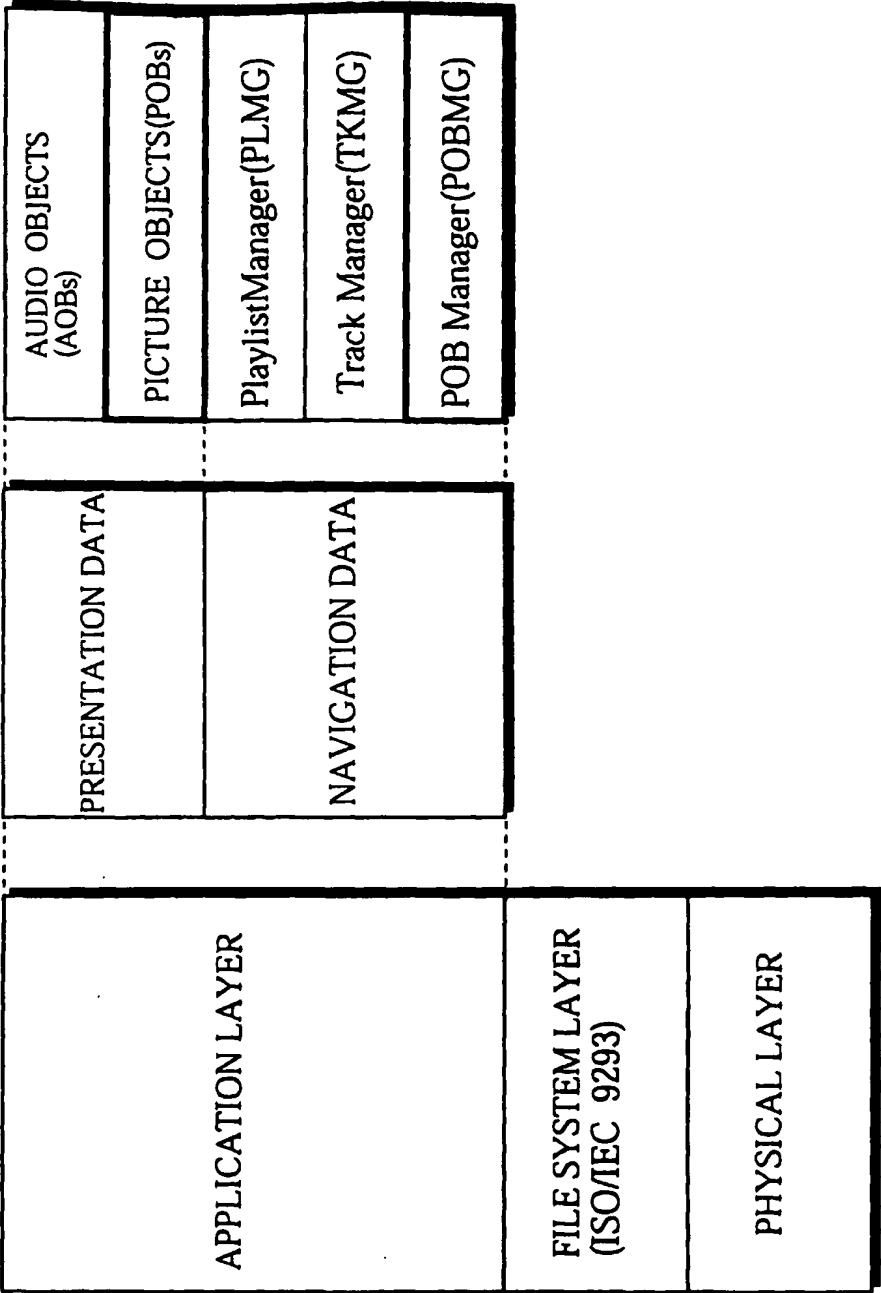 APPLICATION LAYER
FILE SYSTEM LAYER
(ISO/IEC 9293)
PHYSICAL LAYER
PRESENTATION DATA
NAVIGATION DATA
AUDIO OBJECTS
(AOBs)
PICTURE OBJECTS(POBs)
PlaylistManager(PLMG)
Track Manager(TKMG)
POB Manager(POBMG)